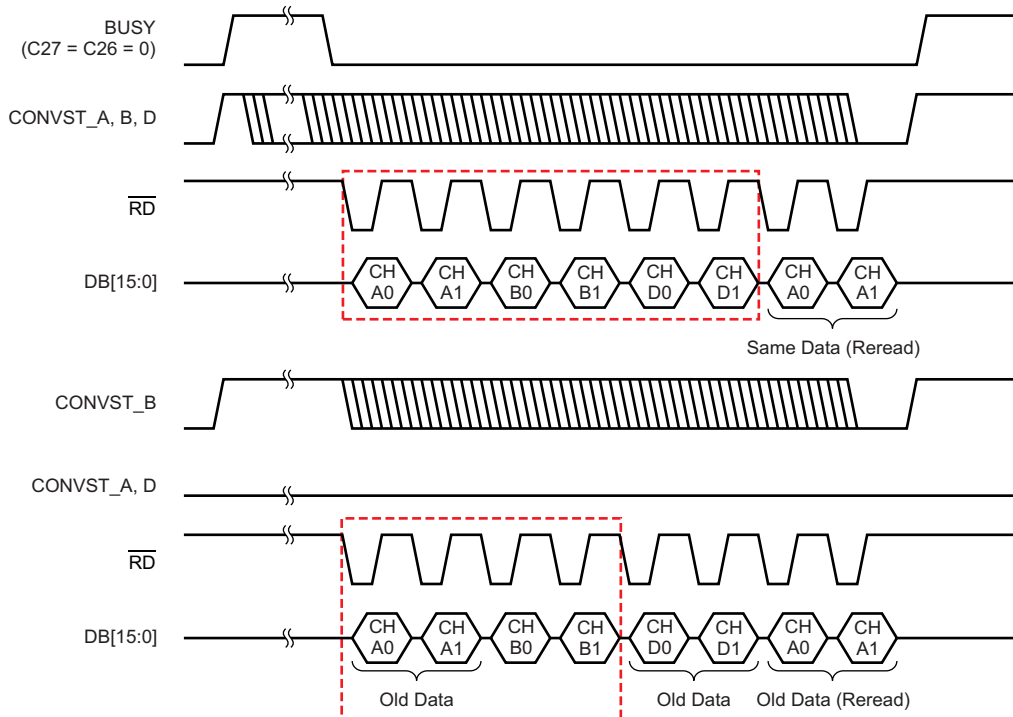 BUSY
(C27 = C26 = 0)
CONVST_A, B, D
RD
DB[15:0]
CH A0
CH A1
CH B0
CH B1
CH D0
CH D1
CH A0
CH A1
Same Data (Reread)
CONVST_B
CONVST_A, D
RD
DB[15:0]
CH A0
CH A1
CH B0
CH B1
CH D0
CH D1
CH A0
CH A1
Old Data
Old Data
Old Data (Reread)